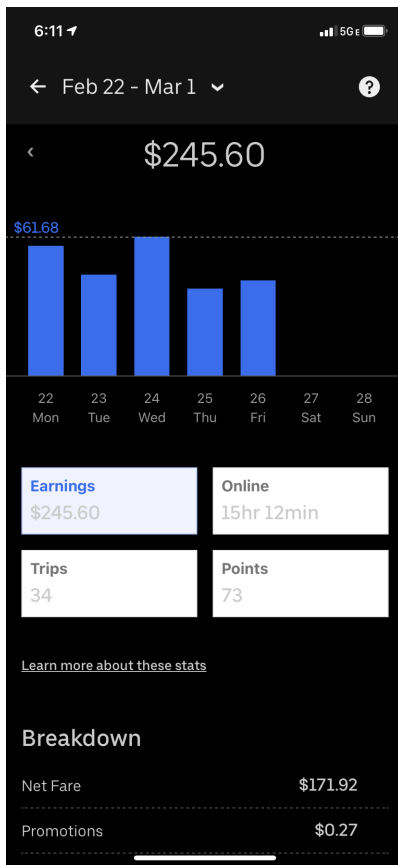 6:11 5GE
Feb 22 - Mar 1 ?
$245.60
$61.68
22 23 24 25 26 27 28
Mon Tue Wed Thu Fri Sat Sun
Earnings Online
$245.60 15hr 12min
Trips Points
34 73
Learn more about these stats
Breakdown
Net Fare $171.92
Promotions $0.27